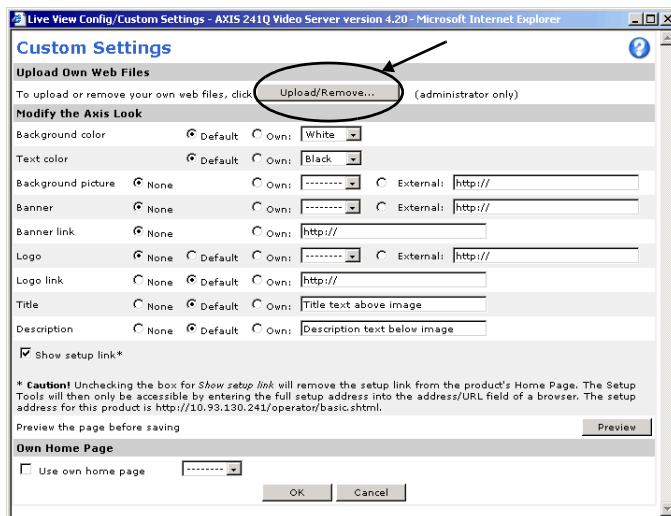 Live View Config/Custom Settings - AXIS 241Q Video Server version 4.20 - Microsoft Internet Explorer
Custom Settings
?
Upload Own Web Files
To upload or remove your own web files, click Upload/Remove... (administrator only)
Modify the Axis Look
Background color Default Own: White
Text color Default Own: Black
Background picture None Own: -------- External: http://
Banner None Own: -------- External: http://
Banner link None Own: http://
Logo None Default Own: -------- External: http://
Logo link None Default Own: http://
Title None Default Own: Title text above image
Description None Default Own: Description text below image
Show setup link*
* Caution! Unchecking the box for Show setup link will remove the setup link from the product's Home Page. The Setup
Tools will then only be accessible by entering the full setup address into the address/URL field of a browser. The setup
address for this product is http://10.93.130.241/operator/basic.shtml.
Preview the page before saving Preview
Own Home Page
Use own home page --------
OK Cancel